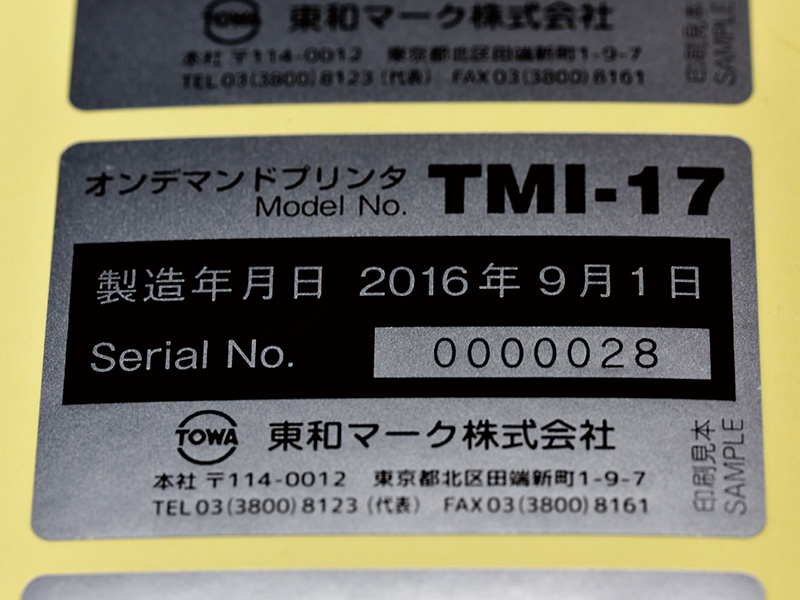 TOWA 東和マーク株式会社
本社 〒114-0012 東京都北区田端新町1-9-7
TEL 03(3800)8123 (代表) FAX 03(3800)8161
印刷見本
SAMPLE
オンデマンドプリンタ
Model No.
TMI-17
製造年月日 2016年9月1日
Serial No. 0000028
TOWA 東和マーク株式会社
本社 〒114-0012 東京都北区田端新町1-9-7
TEL 03(3800)8123 (代表) FAX 03(3800)8161
印刷見本
SAMPLE